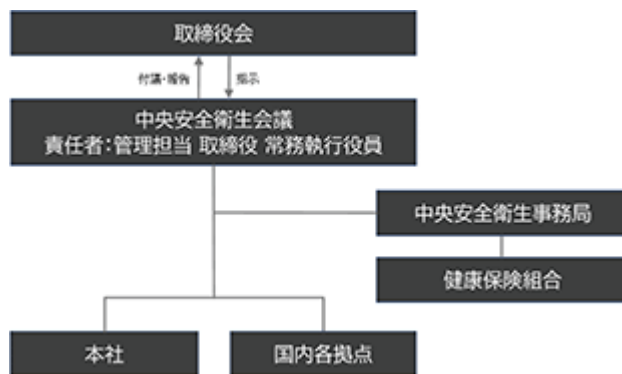 取締役会
付議・報告
指示
中央安全衛生会議
責任者：管理担当 取締役 常務執行役員
中央安全衛生事務局
健康保険組合
本社
国内各拠点